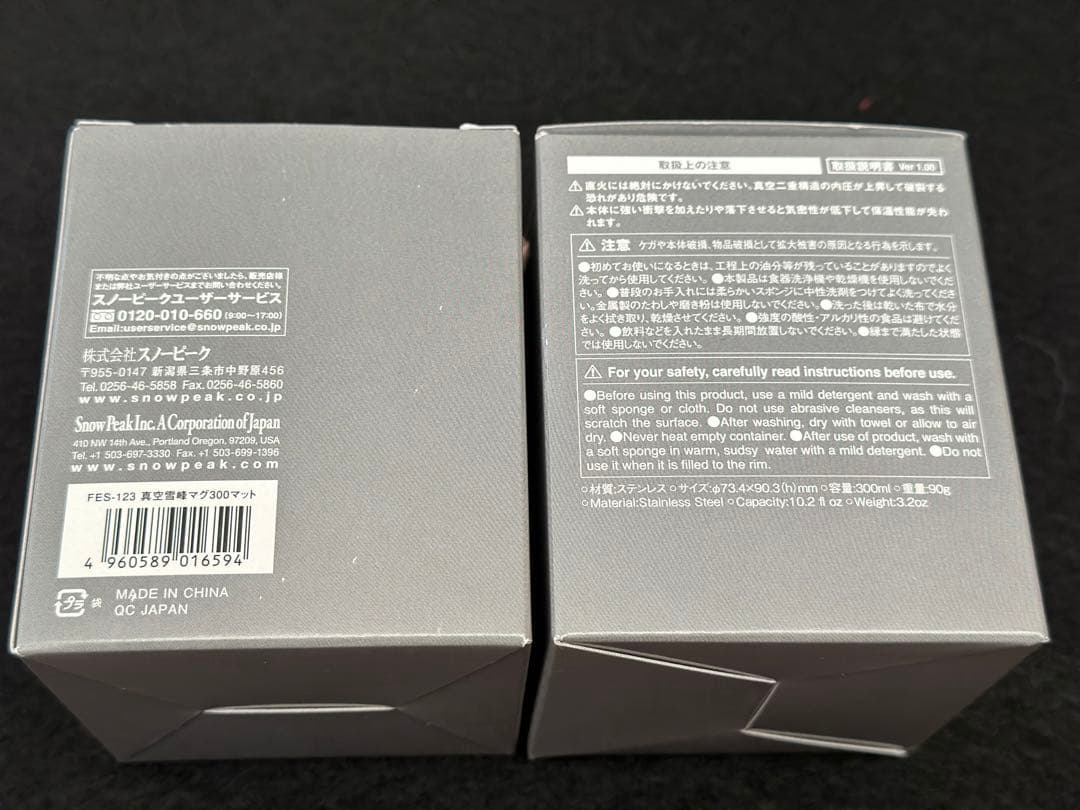 不明な点やお気付きの点がございましたら、販売店様
または弊社ユーザーサービスまでお問い合わせください。
スノーピークユーザーサービス
0120-010-660 (9:00〜17:00)
Email:userservice@snowpeak.co.jp
株式会社スノーピーク
〒955-0147 新潟県三条市中野原456
Tel.0256-46-5858 Fax.0256-46-5860
www.snowpeak.co.jp
Snow Peak Inc. A Corporation of Japan
410 NW 14th Ave., Portland Oregon, 97209, USA
Tel. +1 503-697-3330 Fax. +1 503-699-1396
www.snowpeak.com
FES-123 真空雪峰マグ300マット
4 960589 016594
プラ 袋 MADE IN CHINA
QC JAPAN
取扱上の注意 取扱説明書 Ver 1.00
⚠直火には絶対にかけないでください。真空二重構造の内圧が上昇して破裂する
恐れがあり危険です。
⚠本体に強い衝撃を加えたりや落下させると気密性が低下して保温性能が失わ
れます。
⚠ 注意 ケガや本体破損、物品破損として拡大被害の原因となる行為を示します。
●初めてお使いになるときは、工程上の油分等が残っていることがありますのでよく
洗ってから使用してください。●本製品は食器洗浄機や乾燥機を使用しないでくだ
さい。●普段のお手入れには柔らかいスポンジに中性洗剤をつけてよく洗ってくださ
い。金属製のたわしや磨き粉は使用しないでください。●洗った後は乾いた布で水分
をよく拭き取り、乾燥させてください。●強度の酸性・アルカリ性の食品は避けてくだ
さい。●飲料などを入れたまま長期間放置しないでください。●縁まで満たした状態
では使用しないでください。
⚠ For your safety, carefully read instructions before use.
●Before using this product, use a mild detergent and wash with a
soft sponge or cloth. Do not use abrasive cleansers, as this will
scratch the surface. ●After washing, dry with towel or allow to air
dry. ●Never heat empty container. ●After use of product, wash with
a soft sponge in warm, sudsy water with a mild detergent. ●Do not
use it when it is filled to the rim.
○材質:ステンレス ○サイズ:φ73.4×90.3(h)mm ○容量:300ml ○重量:90g
○Material:Stainless Steel ○Capacity:10.2 fl oz ○Weight:3.2oz